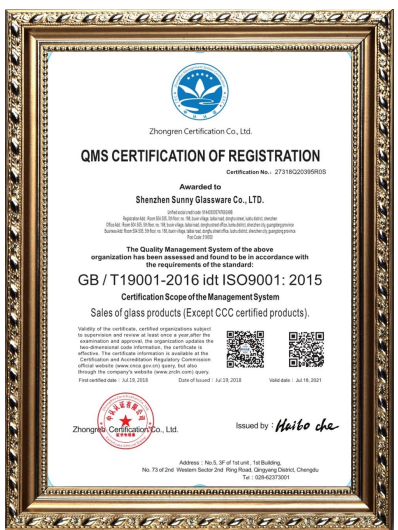 Zhongren Certification Co., Ltd.
QMS CERTIFICATION OF REGISTRATION
Certification No.: 27318Q20395R0S
Awarded to
Shenzhen Sunny Glassware Co., LTD.
The Quality Management System of the above
organization has been assessed and found to be in accordance with
the requirements of the standard:
GB / T19001-2016 idt ISO9001: 2015
Certification Scope of the Management System
Sales of glass products (Except CCC certified products).
Validity of the certificate, certified organizations subject
to supervision and review at least once a year,after the
examination and approval, the organization updates the
two-dimensional code information, the certificate is
effective. The certificate information is available at the
Certification and Accreditation Regulatory Commission
official website (www.cnca.gov.cn) query, but also
through the company's website (www.zrcln.com) query.
First certified date : Jul.19, 2018 Date of Issued : Jul.19, 2018 Valid date : Jul.18, 2021
Zhongren Certification Co., Ltd.
Issued by : Haibo che
Address : No.5, 3F of 1st unit , 1st Building,
No. 73 of 2nd Western Sector 2nd Ring Road, Qingyang District, Chengdu
Tel : 028-62373001